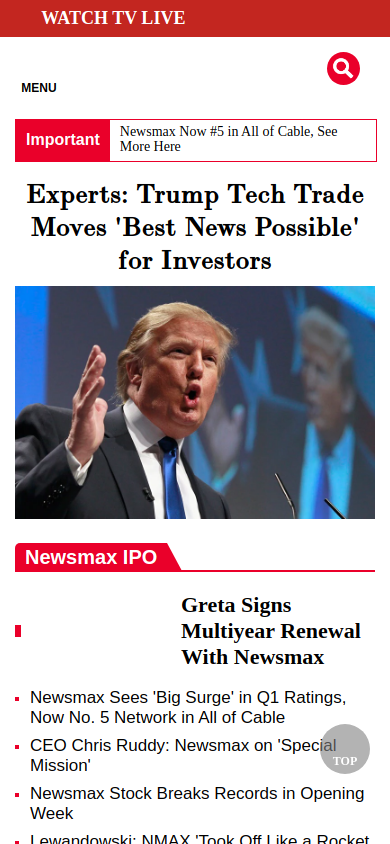 WATCH TV LIVE
MENU
Important
Newsmax Now #5 in All of Cable, See
More Here
Experts: Trump Tech Trade
Moves 'Best News Possible'
for Investors
Newsmax IPO
Greta Signs
Multiyear Renewal
With Newsmax
Newsmax Sees 'Big Surge' in Q1 Ratings,
Now No. 5 Network in All of Cable
CEO Chris Ruddy: Newsmax on 'Special
Mission'
TOP
Newsmax Stock Breaks Records in Opening
Week
Lewandowski: NMAX 'Took Off Like a Rocket